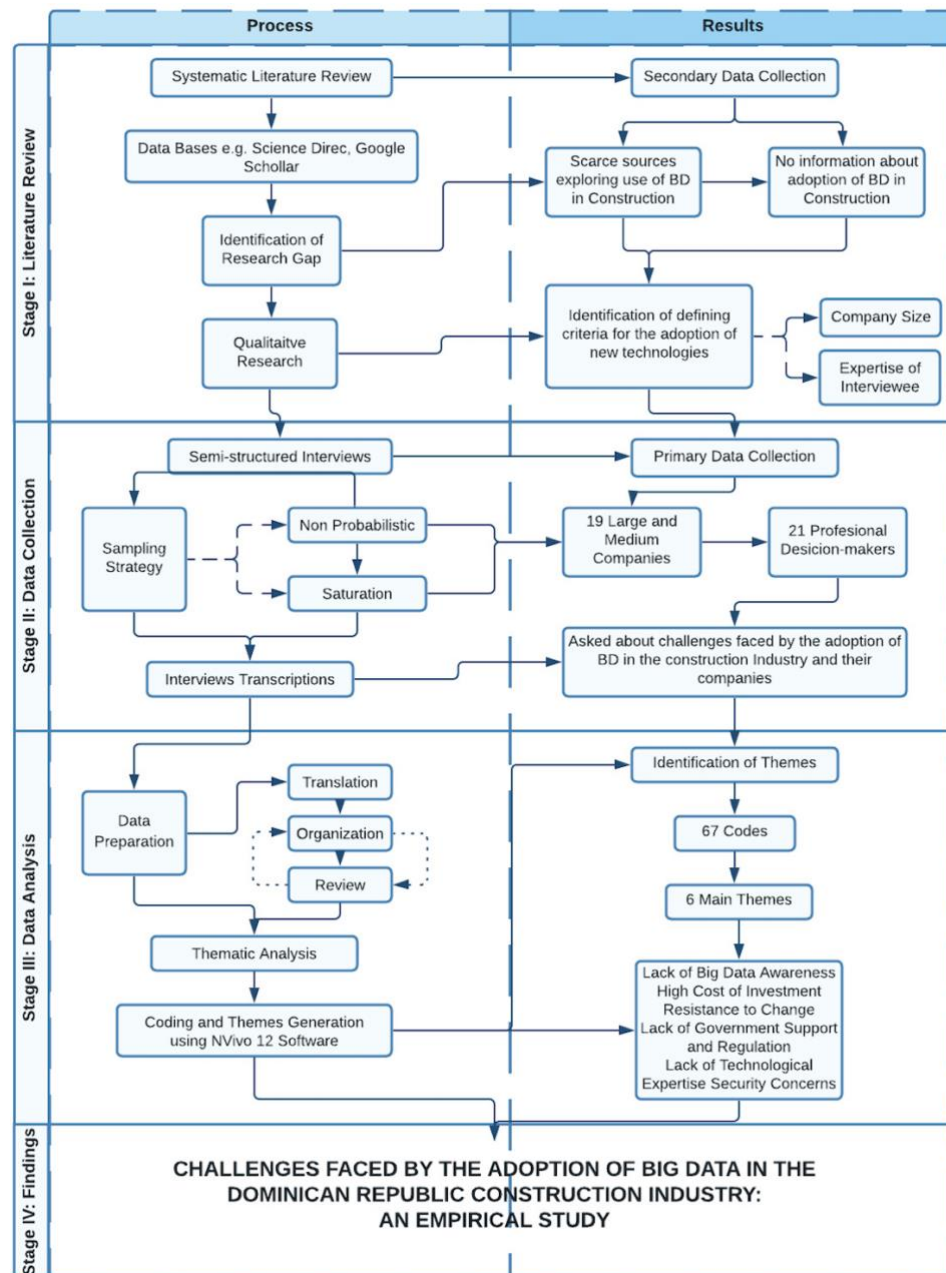 Process
Results
Stage I: Literature Review
Systematic Literature Review
Secondary Data Collection
Data Bases e.g. Science Direc, Google
Schollar
Scarce sources
exploring use of BD
in Construction
No information about
adoption of BD in
Construction
Identification of
Research Gap
Qualitaitve
Research
Identification of defining
criteria for the adoption of
new technologies
Company Size
Expertise of
Interviewee
Stage II: Data Collection
Semi-structured Interviews
Primary Data Collection
Sampling
Strategy
Non Probabilistic
Saturation
19 Large and
Medium
Companies
21 Profesional
Desicion-makers
Interviews Transcriptions
Asked about challenges faced by the adoption of
BD in the construction Industry and their
companies
Stage III: Data Analysis
Data
Preparation
Translation
Organization
Review
Identification of Themes
67 Codes
6 Main Themes
Thematic Analysis
Coding and Themes Generation
using NVivo 12 Software
Lack of Big Data Awareness
High Cost of Investment
Resistance to Change
Lack of Government Support
and Regulation
Lack of Technological
Expertise Security Concerns
Stage IV: Findings
CHALLENGES FACED BY THE ADOPTION OF BIG DATA IN THE
DOMINICAN REPUBLIC CONSTRUCTION INDUSTRY:
AN EMPIRICAL STUDY